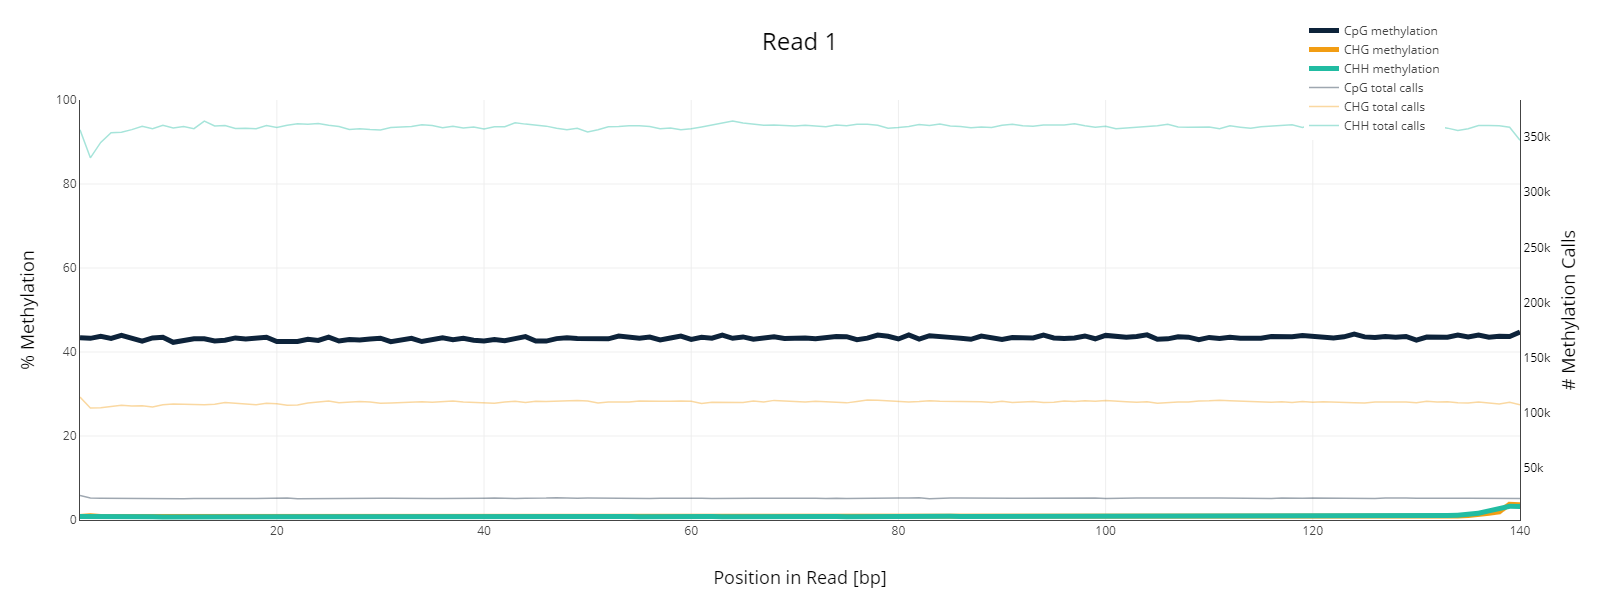 Read 1
CpG methylation
CHG methylation
CHH methylation
CpG total calls
CHG total calls
CHH total calls
100
80
60
40
20
0
% Methylation
350k
300k
250k
200k
150k
100k
50k
# Methylation Calls
20
40
60
80
100
120
140
Position in Read [bp]